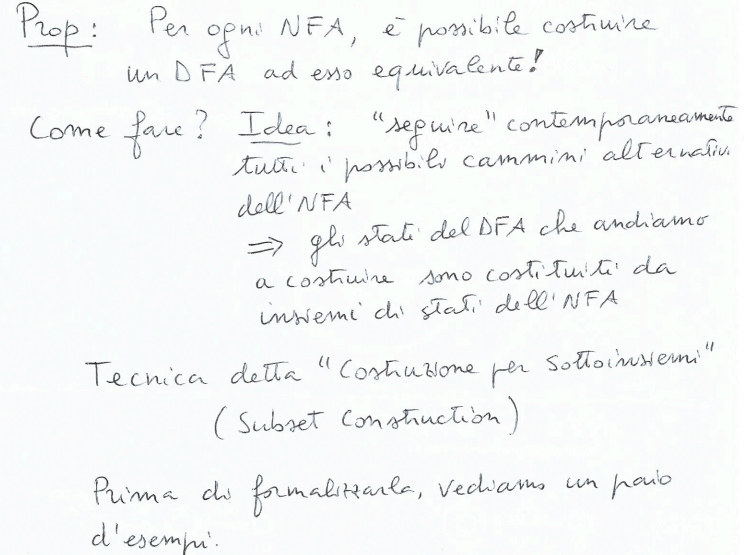 Prop: Per ogni NFA, è possibile costruire
un DFA ad esso equivalente!
Come fare? Idea: "seguire" contemporaneamente
tutti i possibili cammini alternativi
dell'NFA
⇒ gli stati del DFA che andiamo
a costruire sono costituiti da
insiemi di stati dell'NFA
Tecnica detta "Costruzione per Sottoinsiemi"
(Subset Construction)
Prima di formalizzarla, vediamo un paio
d'esempi.